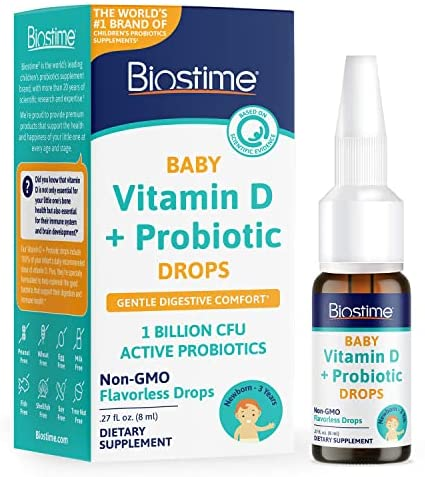 THE WORLD'S
#1 BRAND OF
CHILDREN'S PROBIOTICS
SUPPLEMENTS†
Biostime®
BASED ON
SCIENTIFIC EVIDENCE
BABY
Vitamin D
+ Probiotic
DROPS
GENTLE DIGESTIVE COMFORT*
1 BILLION CFU
ACTIVE PROBIOTICS
Non-GMO
Flavorless Drops
.27 fl. oz. (8 ml)
DIETARY
SUPPLEMENT
Newborn - 3 Years
Biostime
Biostime® is the world's leading
children's probiotics supplement
brand, with more than 20 years of
scientific research and expertise!
We're proud to provide premium
products that support the health
and happiness of your little one at
every age and stage.
?
Did you know that vitamin
D is not only essential for
your little one's bone
health but also essential
for their immune system
and brain development?
Peanut
Free
Wheat
Free
Egg
Free
Milk
Free
Fish
Free
Shellfish
Free
Soy
Free
Tree Nut
Free
Biostime.com
Biostime®
BABY
Vitamin D
+ Probiotic
DROPS
Non-GMO
Flavorless Drops
.27 fl. oz. (8 ml)
DIETARY SUPPLEMENT
Newborn - 3 Years